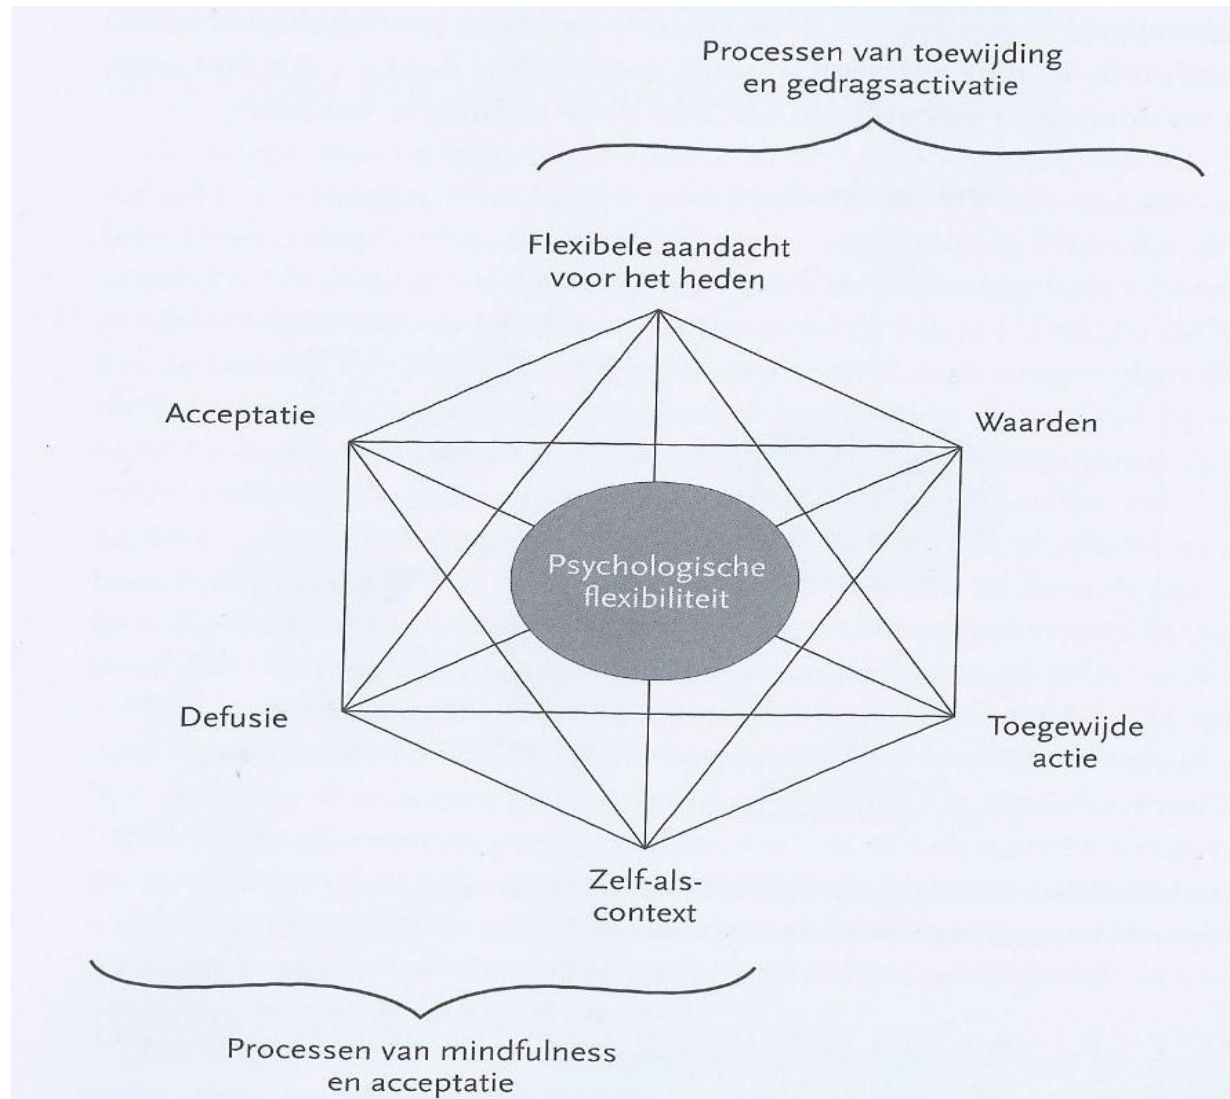 Processen van toewijding
en gedragsactivatie
Flexibele aandacht
voor het heden
Acceptatie
Waarden
Psychologische
flexibiliteit
Defusie
Toegewijde
actie
Zelf-als-
context
Processen van mindfulness
en acceptatie